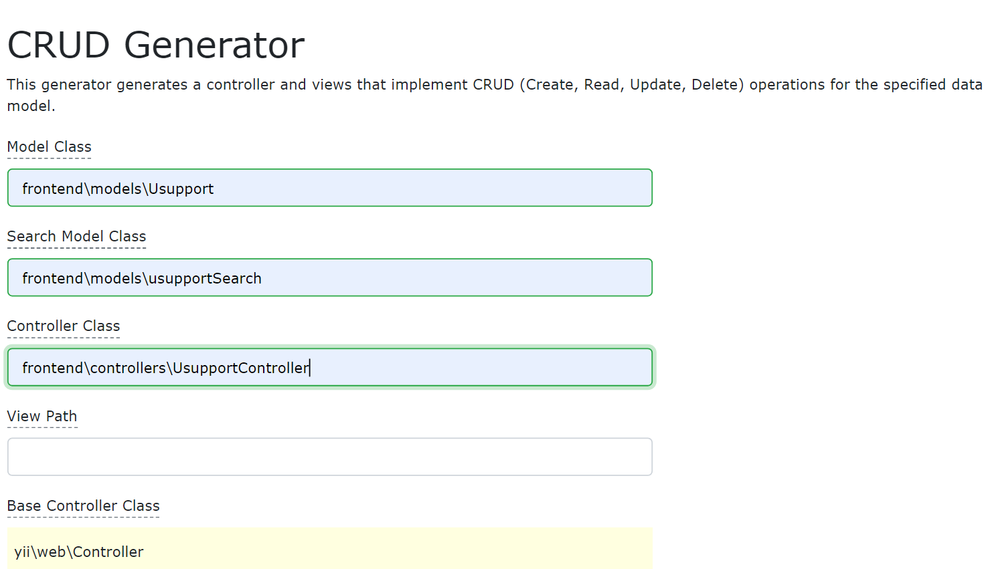 CRUD Generator
This generator generates a controller and views that implement CRUD (Create, Read, Update, Delete) operations for the specified data
model.
Model Class
frontend\models\Usupport
Search Model Class
frontend\models\usupportSearch
Controller Class
frontend\controllers\UsupportController
View Path
Base Controller Class
yii\web\Controller